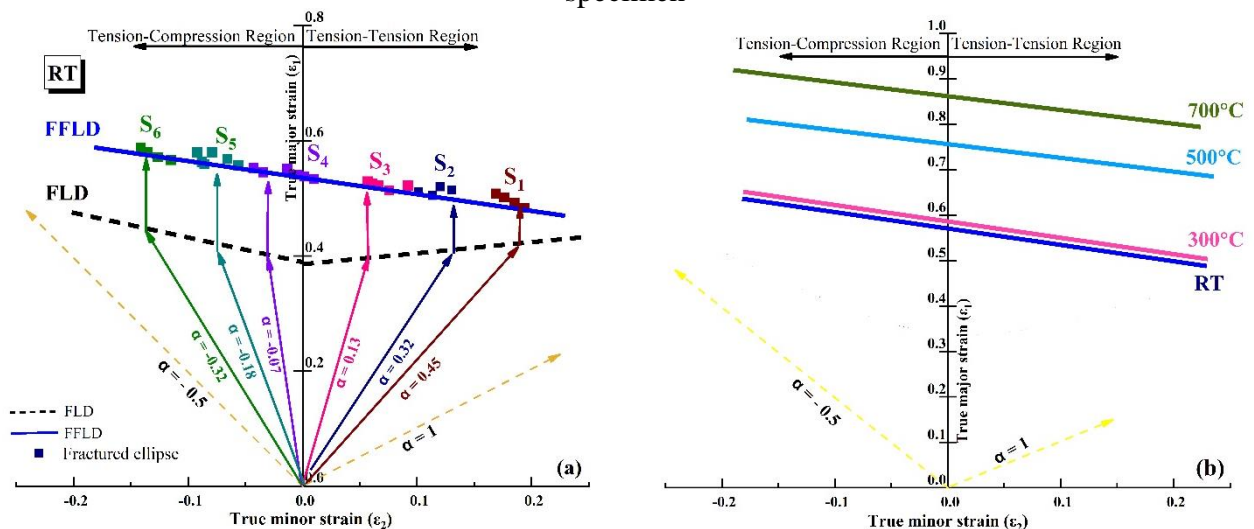 specimen
0.8
Tension-Compression Region
Tension-Tension Region
RT
True major strain (ε₁)
FFLD
FLD
S₆
S₅
S₄
S₃
S₂
S₁
0.6
0.4
0.2
0.0
α = - 0.5
α = -0.32
α = -0.18
α = -0.07
α = 0.13
α = 0.32
α = 0.45
α = 1
FLD
FFLD
Fractured ellipse
(a)
-0.2
-0.1
0.0
0.1
0.2
True minor strain (ε₂)
1.0
Tension-Compression Region
Tension-Tension Region
0.9
0.8
0.7
0.6
0.5
0.4
0.3
0.2
0.1
0.0
700°C
500°C
300°C
RT
True major strain (ε₁)
α = - 0.5
α = 1
(b)
-0.2
-0.1
0.0
0.1
0.2
True minor strain (ε₂)